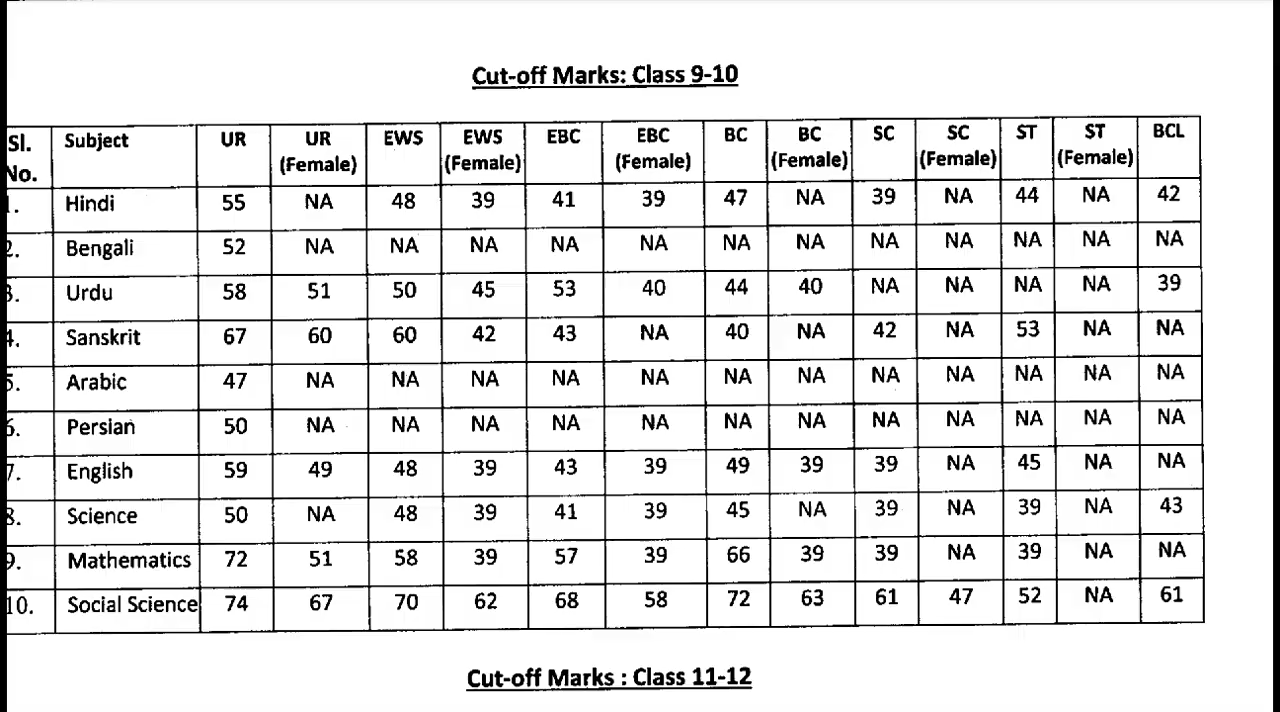 Cut-off Marks: Class 9-10
Sl. No. Subject UR UR (Female) EWS EWS (Female) EBC EBC (Female) BC BC (Female) SC SC (Female) ST ST (Female) BCL
1. Hindi 55 NA 48 39 41 39 47 NA 39 NA 44 NA 42
2. Bengali 52 NA NA NA NA NA NA NA NA NA NA NA NA
3. Urdu 58 51 50 45 53 40 44 40 NA NA NA NA 39
4. Sanskrit 67 60 60 42 43 NA 40 NA 42 NA 53 NA NA
5. Arabic 47 NA NA NA NA NA NA NA NA NA NA NA NA
6. Persian 50 NA NA NA NA NA NA NA NA NA NA NA NA
7. English 59 49 48 39 43 39 49 39 39 NA 45 NA NA
8. Science 50 NA 48 39 41 39 45 NA 39 NA 39 NA 43
9. Mathematics 72 51 58 39 57 39 66 39 39 NA 39 NA NA
10. Social Science 74 67 70 62 68 58 72 63 61 47 52 NA 61
Cut-off Marks : Class 11-12